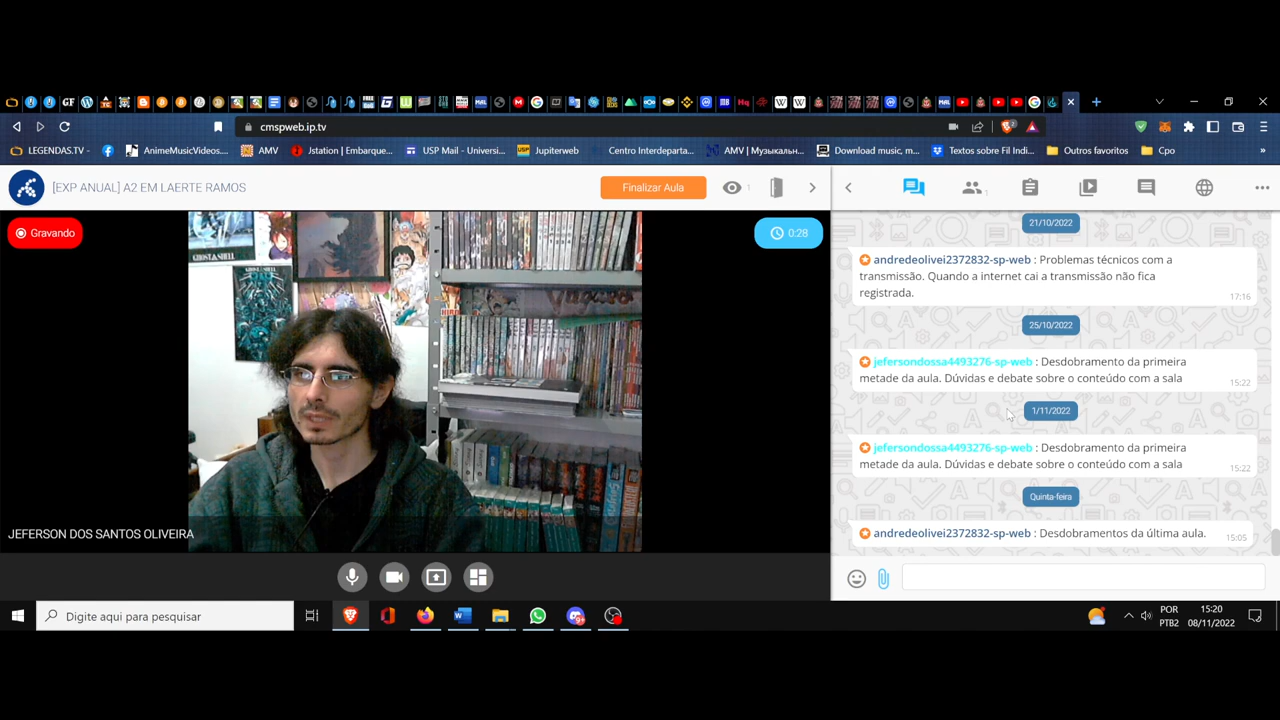 cmspweb.ip.tv
LEGENDAS.TV -
AnimeMusicVideos...
AMV
Jstation | Embarque...
USP Mail - Universi...
Jupiterweb
Centro Interdeparta...
AMV | Музыкальн...
Download music, m...
Textos sobre Fil Indi...
Outros favoritos
Cpo
[EXP ANUAL] A2 EM LAERTE RAMOS
Finalizar Aula
1
1
Gravando
0:28
JEFERSON DOS SANTOS OLIVEIRA
21/10/2022
andredeolivei2372832-sp-web : Problemas técnicos com a
transmissão. Quando a internet cai a transmissão não fica
registrada.
17:16
25/10/2022
jefersondossa4493276-sp-web : Desdobramento da primeira
metade da aula. Dúvidas e debate sobre o conteúdo com a sala
15:22
1/11/2022
jefersondossa4493276-sp-web : Desdobramento da primeira
metade da aula. Dúvidas e debate sobre o conteúdo com a sala
15:22
Quinta-feira
andredeolivei2372832-sp-web : Desdobramentos da última aula.
15:05
Digite aqui para pesquisar
POR
PTB2
15:20
08/11/2022